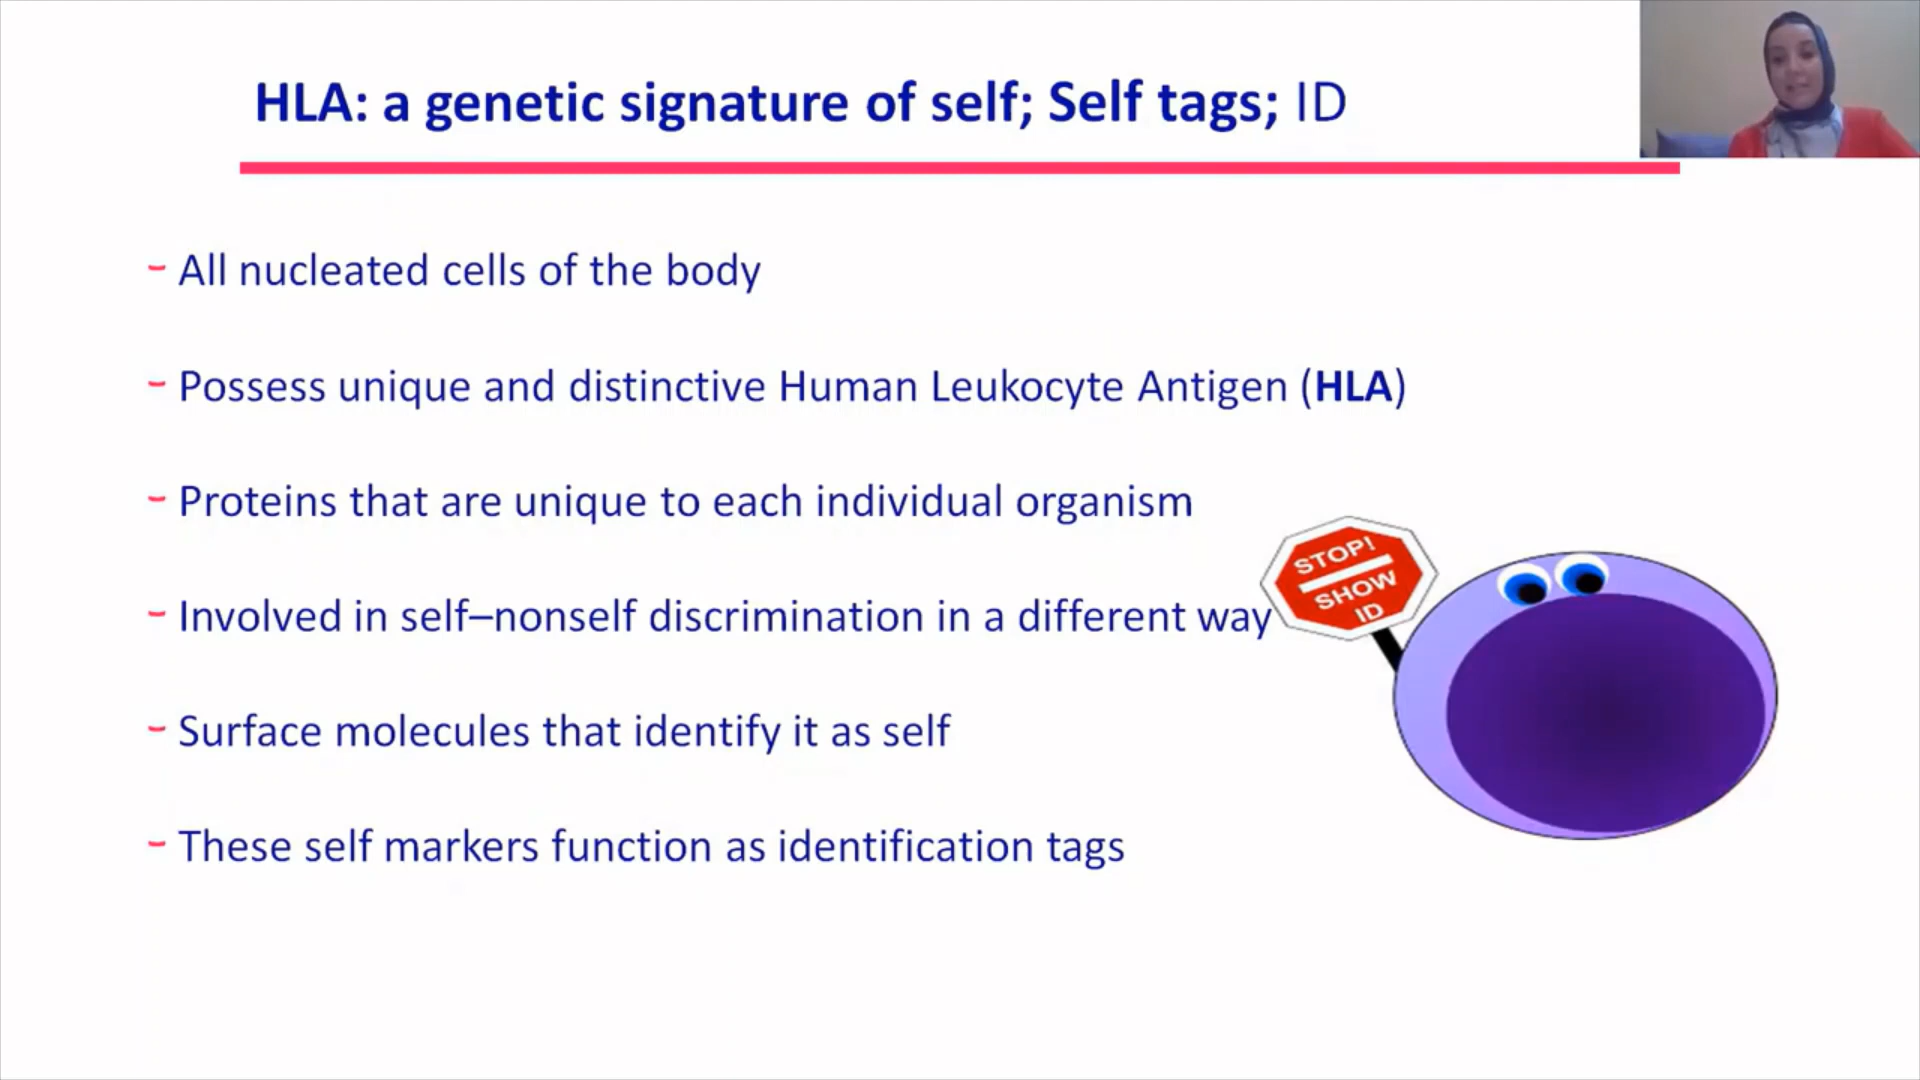 HLA: a genetic signature of self; Self tags; ID
- All nucleated cells of the body
- Possess unique and distinctive Human Leukocyte Antigen (HLA)
- Proteins that are unique to each individual organism
- Involved in self–nonself discrimination in a different way
- Surface molecules that identify it as self
- These self markers function as identification tags
STOP!
SHOW
ID